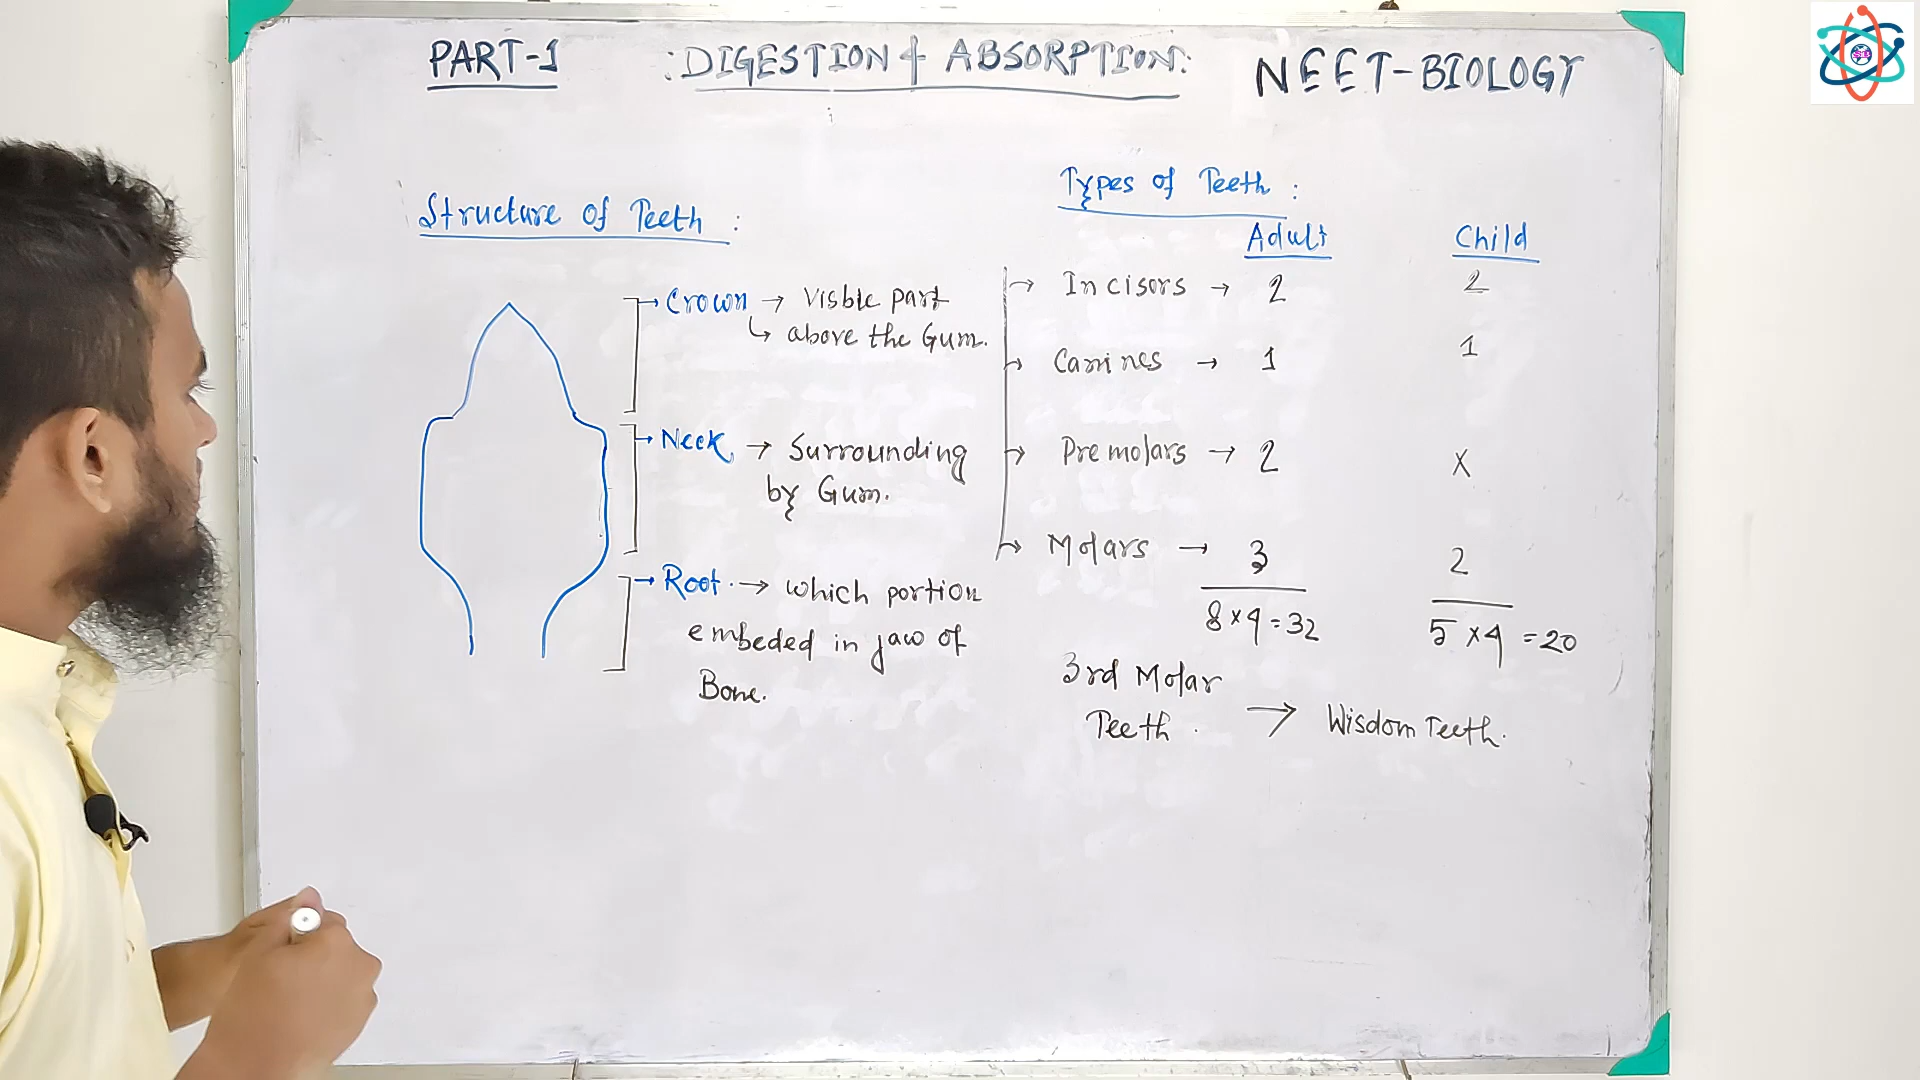 PART-1 :DIGESTION & ABSORPTION: NEET-BIOLOGY
Structure of Teeth :
Crown → Visble part
↳ above the Gum.
Neck → Surrounding
by Gum.
Root. → which portion
embeded in jaw of
Bone.
Types of Teeth :
Adult Child
→ Incisors → 2 2
→ Canines → 1 1
→ Premolars → 2 X
→ Molars → 3 2
8 × 4 = 32 5 × 4 = 20
3rd Molar
Teeth. → Wisdom Teeth.